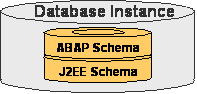 Database Instance
ABAP Schema
J2EE Schema